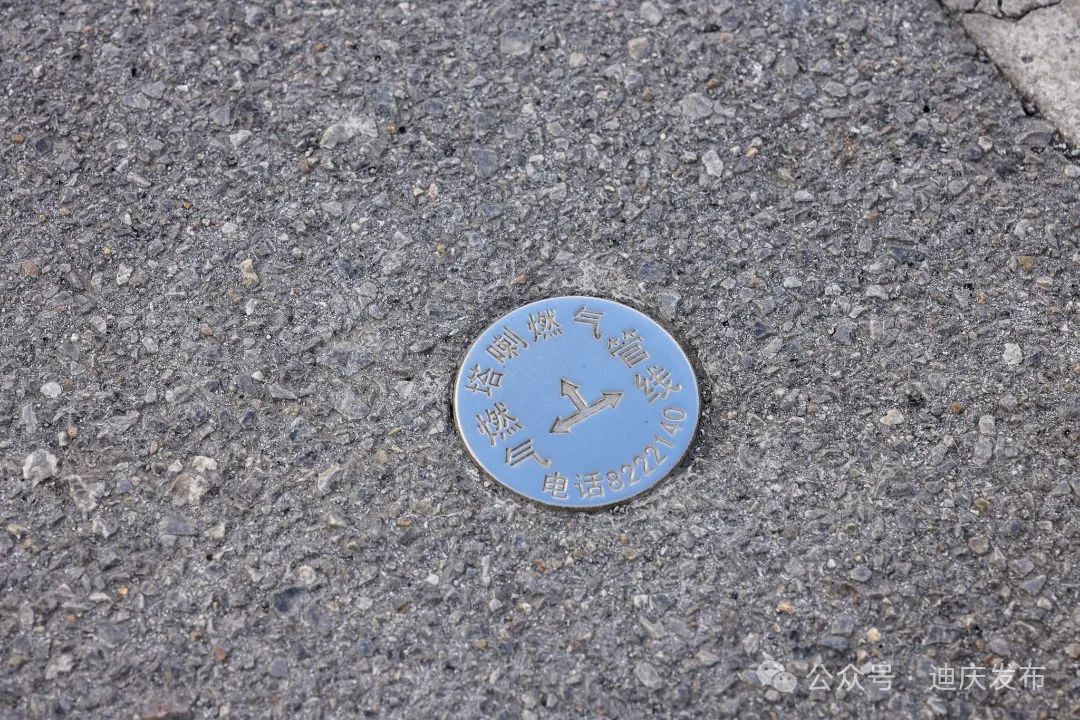 塔喇燃气管线
燃气
电话8222140
公众号 · 迪庆发布